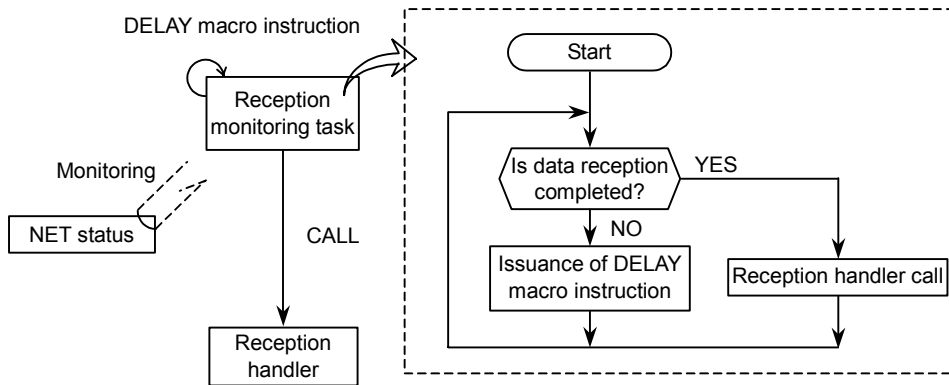 DELAY macro instruction
Reception
monitoring task
Monitoring
NET status
CALL
Reception
handler
Start
Is data reception
completed?
YES
NO
Issuance of DELAY
macro instruction
Reception handler call